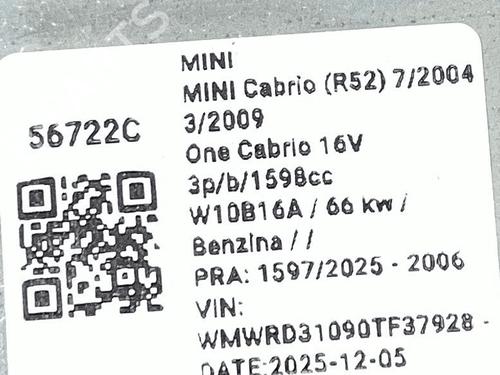 56722C
MINI
MINI Cabrio (R52) 7/2004
3/2009
One Cabrio 16V
3p/b/1598cc
W10B16A / 66 kw /
Benzina / /
PRA: 1597/2025 - 2006
VIN:
WMWRD31090TF37928 -
DATE:2025-12-05